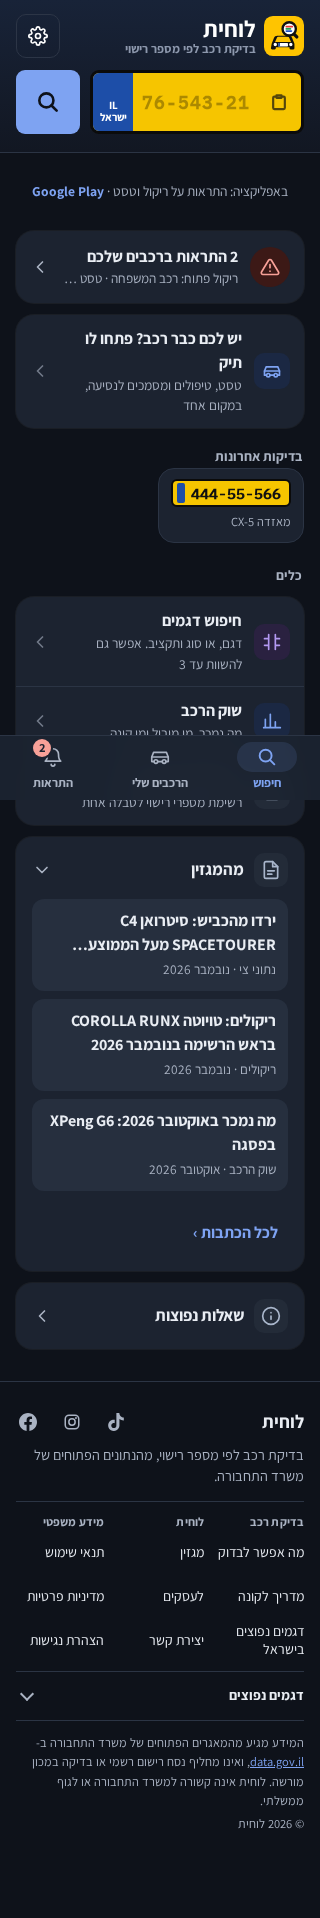 לוחית
בדיקת רכב לפי מספר רישוי
76-543-21
IL
ישראל
באפליקציה: התראות על ריקול וטסט · Google Play
2 התראות ברכבים שלכם
ריקול פתוח: רכב המשפחה · טסט ...
יש לכם כבר רכב? פתחו לו
תיק
טסט, טיפולים ומסמכים לנסיעה,
במקום אחד
בדיקות אחרונות
444-55-566
מאזדה CX-5
כלים
חיפוש דגמים
דגם, או סוג ותקציב. אפשר גם
להשוות עד 3
שוק הרכב
חיפוש
הרכבים שלי
התראות
2
רשימת מספרי רישוי לטבלה אחת
מהמגזין
ירדו מהכביש: סיטרואן C4
SPACETOURER מעל הממוצע...
נתוני צי · נובמבר 2026
ריקולים: טויוטה COROLLA RUNX
בראש הרשימה בנובמבר 2026
ריקולים · נובמבר 2026
מה נמכר באוקטובר 2026: XPeng G6
בפסגה
שוק הרכב · אוקטובר 2026
לכל הכתבות ›
שאלות נפוצות
לוחית
בדיקת רכב לפי מספר רישוי, מהנתונים הפתוחים של
משרד התחבורה.
בדיקת רכב
לוחית
מידע משפטי
מה אפשר לבדוק
מגזין
תנאי שימוש
מדריך לקונה
לעסקים
מדיניות פרטיות
דגמים נפוצים
בישראל
יצירת קשר
הצהרת נגישות
דגמים נפוצים
המידע מגיע מהמאגרים הפתוחים של משרד התחבורה ב-
data.gov.il, ואינו מחליף נסח רישום רשמי או בדיקה במכון
מורשה. לוחית אינה קשורה למשרד התחבורה או לגוף
ממשלתי.
© 2026 לוחית